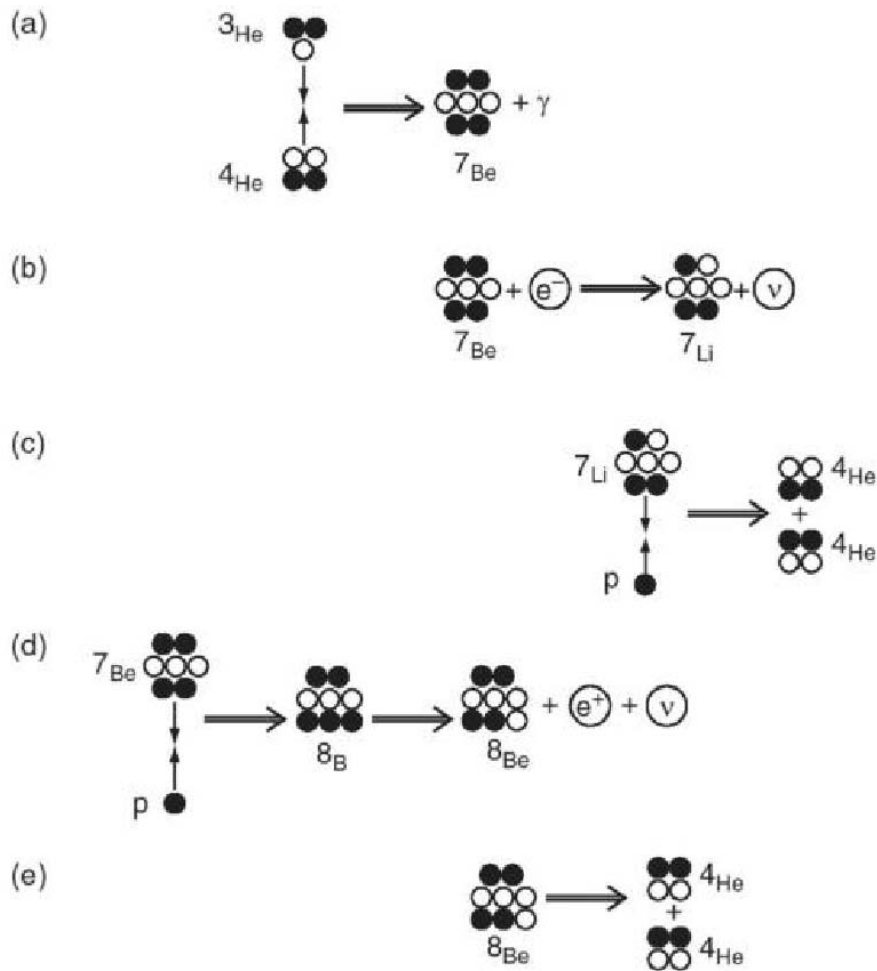 (a)
3He
4He
7Be
+ γ
(b)
7Be
+ e⁻
7Li
+ ν
(c)
7Li
p
4He
+
4He
(d)
7Be
p
8B
8Be
+ e⁺ + ν
(e)
8Be
4He
+
4He